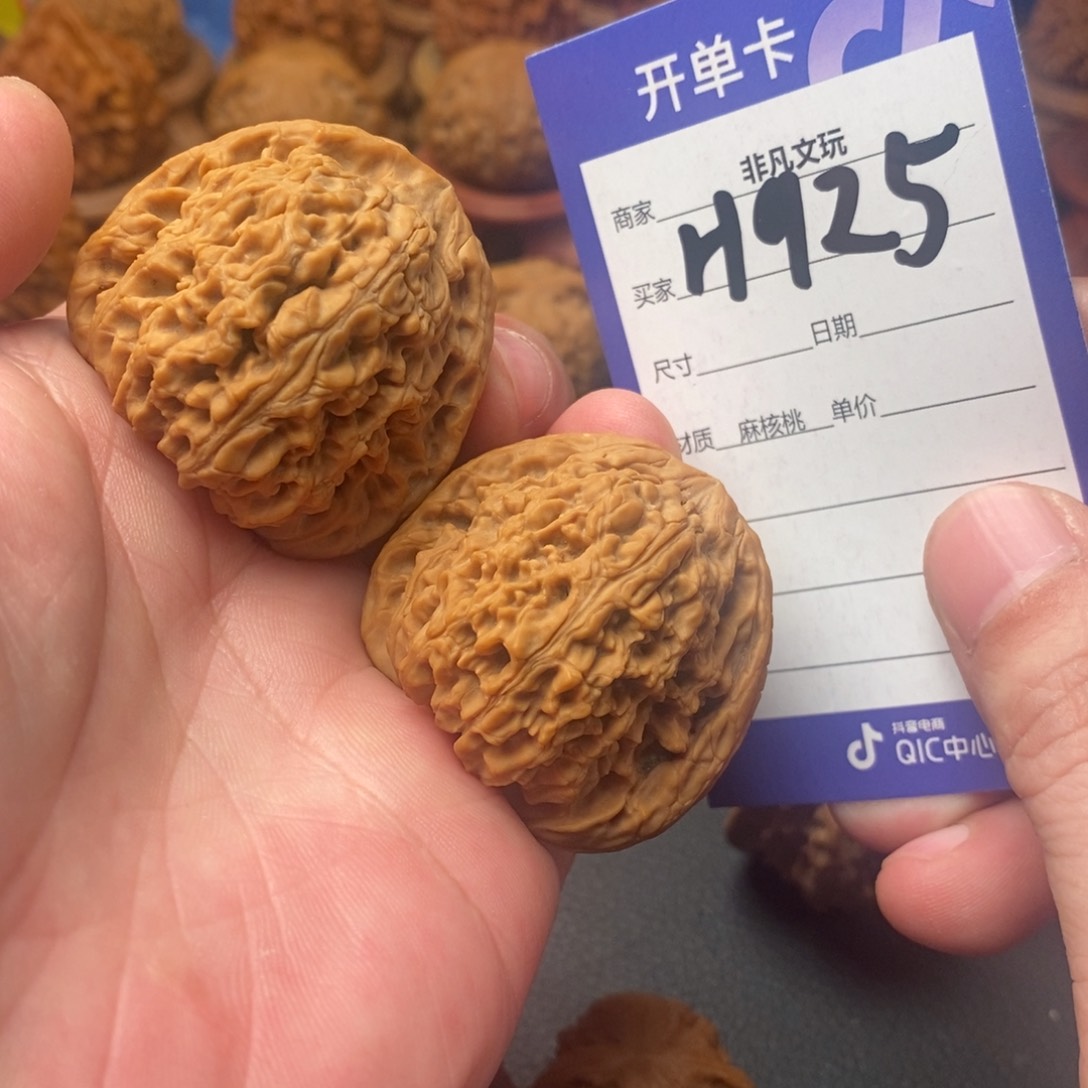 开单卡
商家 非凡文玩
H925
买家
尺寸 日期
材质 麻核桃 单价
抖音电商
QIC中心